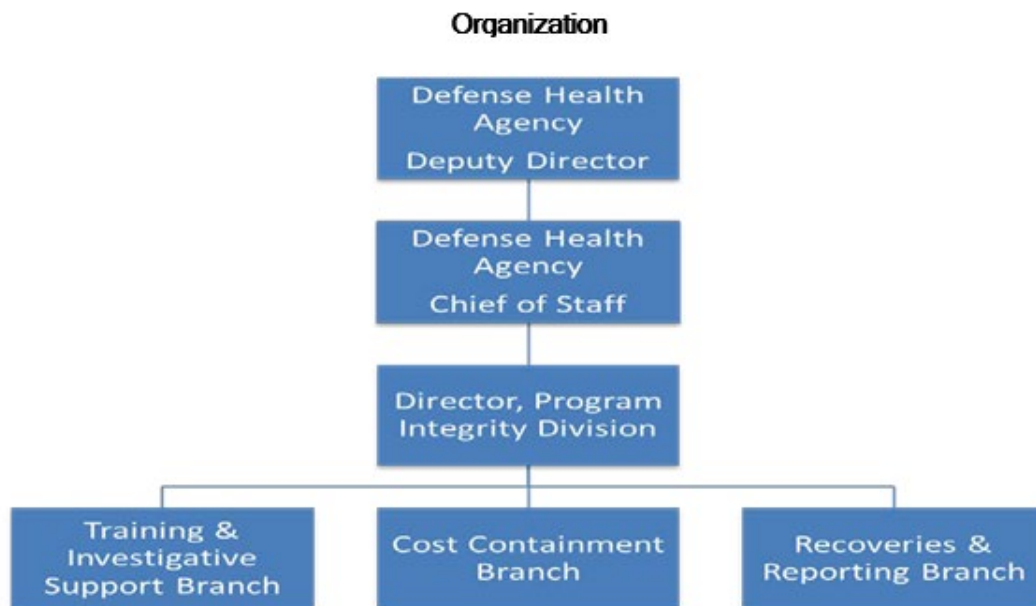 Organization
Defense Health
Agency
Deputy Director
Defense Health
Agency
Chief of Staff
Director, Program
Integrity Division
Training &
Investigative
Support Branch
Cost Containment
Branch
Recoveries &
Reporting Branch